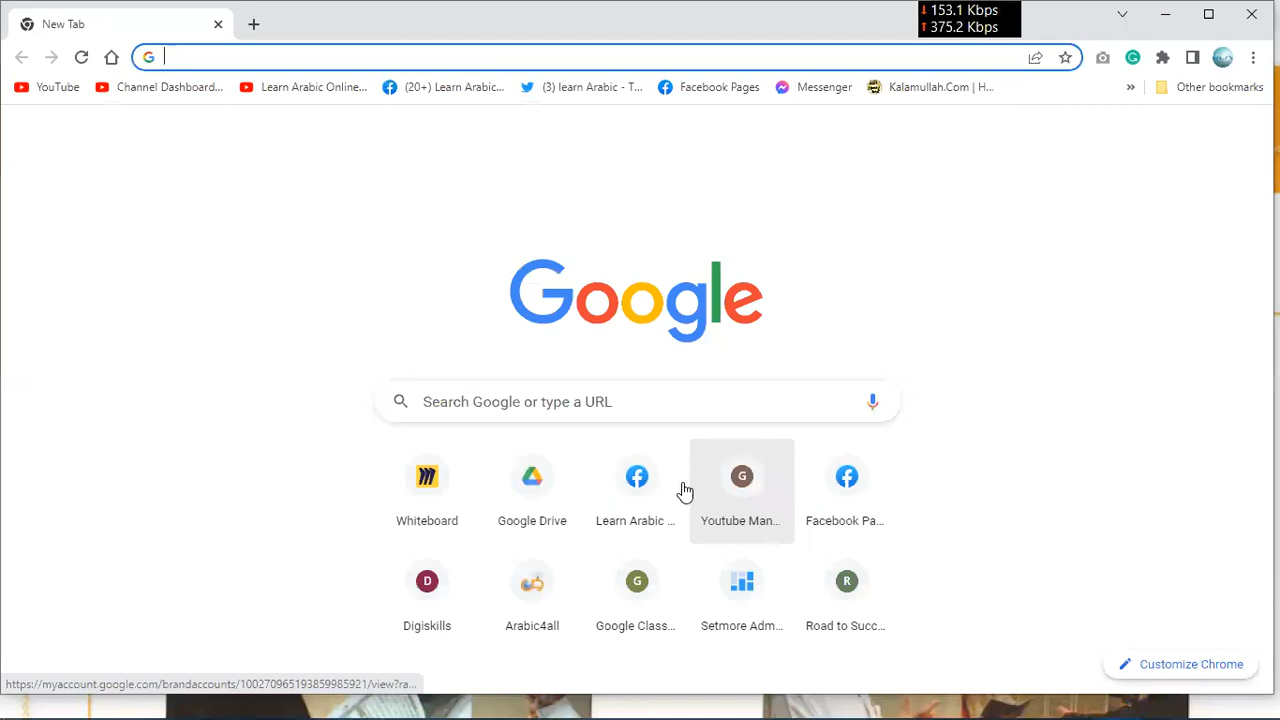 New Tab
153.1 Kbps
375.2 Kbps
YouTube
Channel Dashboard...
Learn Arabic Online...
(20+) Learn Arabic...
(3) learn Arabic - T...
Facebook Pages
Messenger
Kalamullah.Com | H...
»
Other bookmarks
Google
Search Google or type a URL
G
Whiteboard
Google Drive
Learn Arabic ...
Youtube Man...
Facebook Pa...
D
G
R
Digiskills
Arabic4all
Google Class...
Setmore Adm...
Road to Succ...
Customize Chrome
https://myaccount.google.com/brandaccounts/100270965193859985921/view?ra...